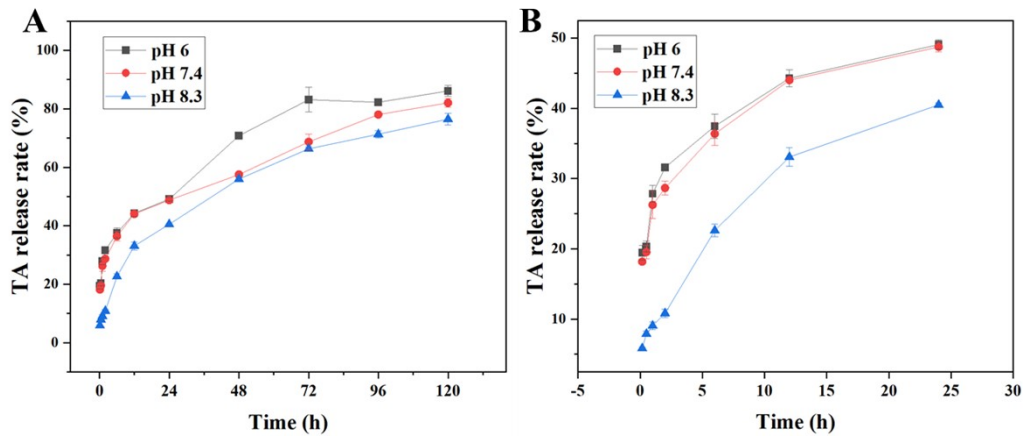 A
pH 6
pH 7.4
pH 8.3
TA release rate (%)
100
80
60
40
20
0
0 24 48 72 96 120
Time (h)
B
pH 6
pH 7.4
pH 8.3
TA release rate (%)
50
40
30
20
10
-5 0 5 10 15 20 25 30
Time (h)